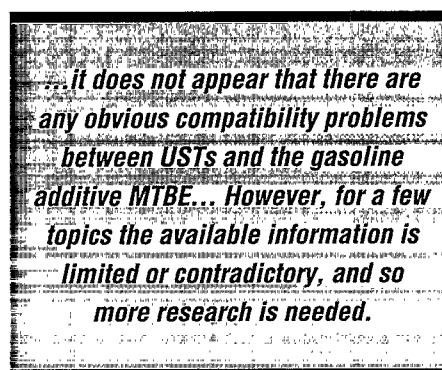 ...it does not appear that there are
any obvious compatibility problems
between USTs and the gasoline
additive MTBE... However, for a few
topics the available information is
limited or contradictory, and so
more research is needed.